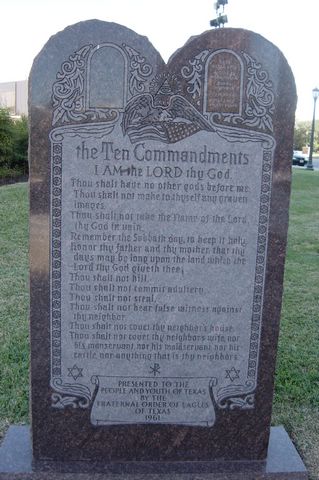 the Ten Commandments
I AM the LORD thy God.
Thou shalt have no other gods before me.
Thou shalt not make to thyself any graven
images.
Thou shalt not take the Name of the Lord
thy God in vain.
Remember the Sabbath day, to keep it holy.
Honor thy father and thy mother, that thy
days may be long upon the land which the
Lord thy God giveth thee.
Thou shalt not kill.
Thou shalt not commit adultery.
Thou shalt not steal.
Thou shalt not bear false witness against
thy neighbor.
Thou shalt not covet thy neighbor's house.
Thou shalt not covet thy neighbor's wife, nor
his manservant, nor his maidservant, nor his
cattle, nor anything that is thy neighbor's.
PRESENTED TO THE
PEOPLE AND YOUTH OF TEXAS
BY THE
FRATERNAL ORDER OF EAGLES
OF TEXAS
1961